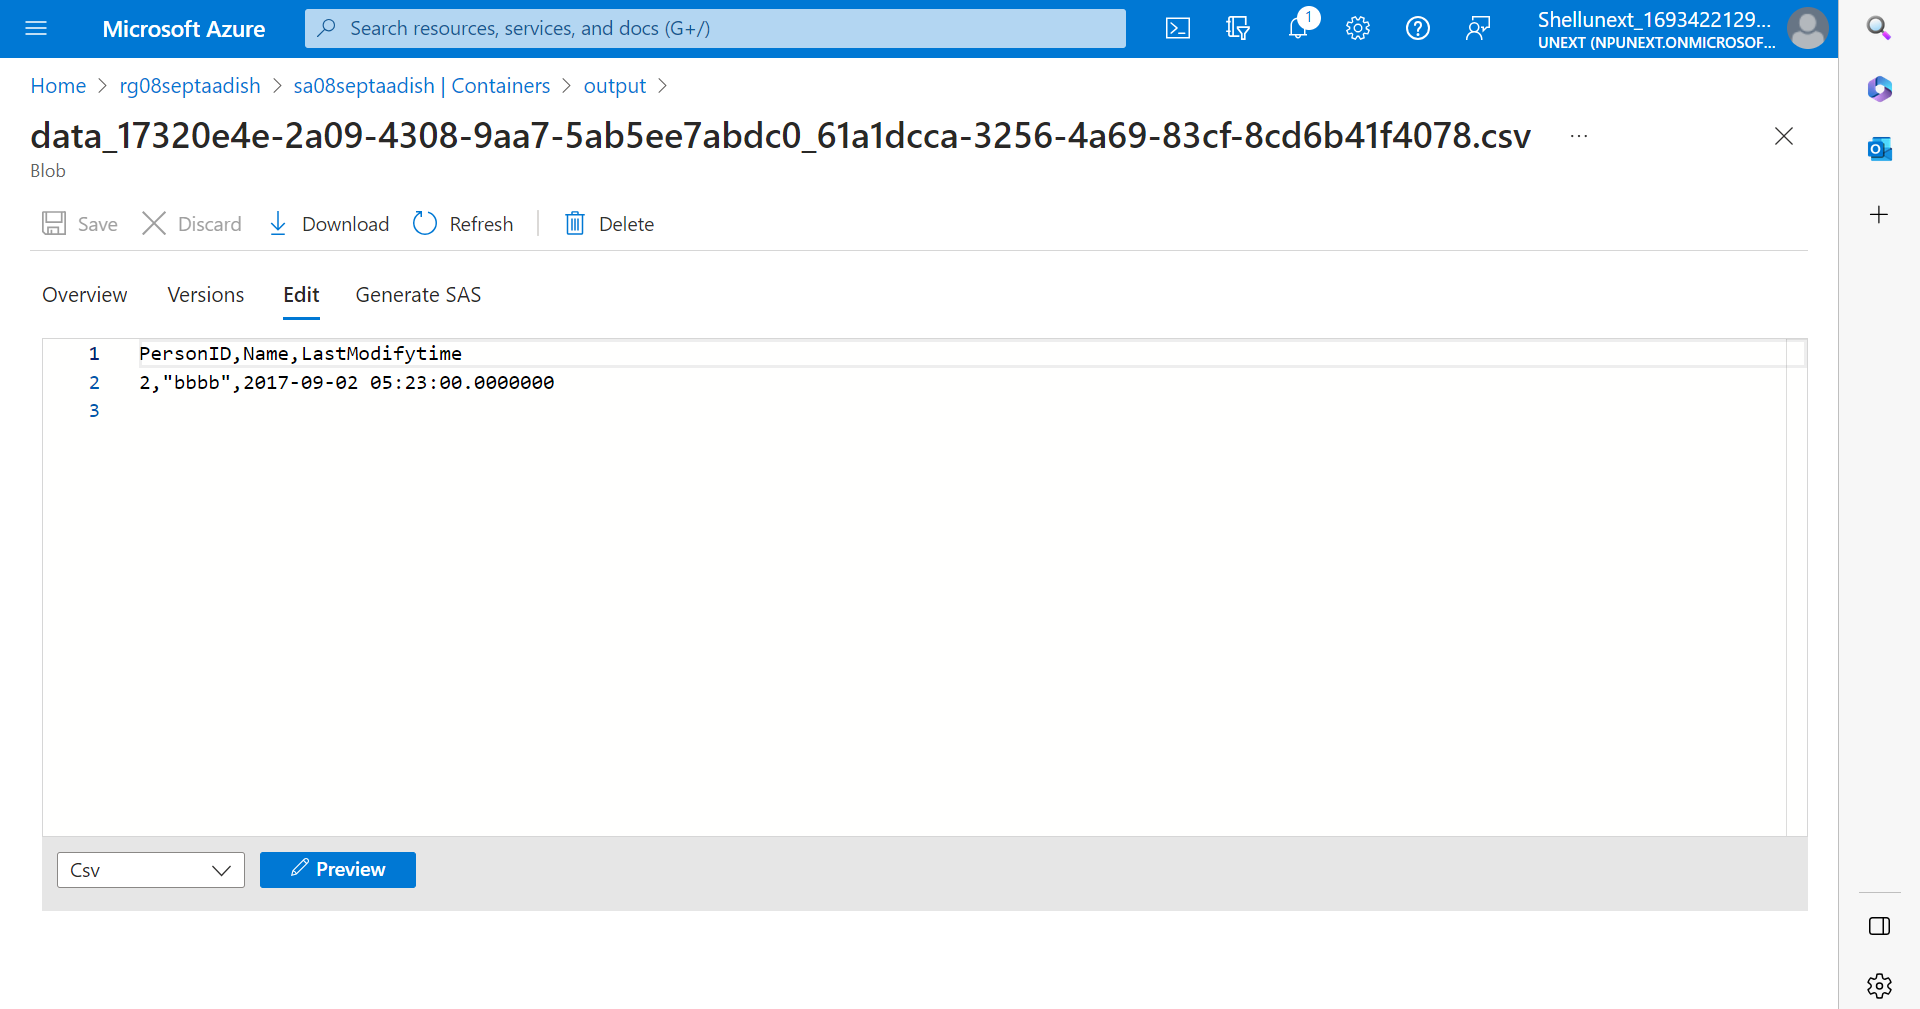 Microsoft Azure
Search resources, services, and docs (G+/)
1
Shellunext_1693422129...
UNEXT (NPUNEXT.ONMICROSOF...
Home > rg08septaadish > sa08septaadish | Containers > output >
data_17320e4e-2a09-4308-9aa7-5ab5ee7abdc0_61a1dcca-3256-4a69-83cf-8cd6b41f4078.csv ...
Blob
Save Discard Download Refresh Delete
Overview Versions Edit Generate SAS
1 PersonID,Name,LastModifytime
2 2,"bbbb",2017-09-02 05:23:00.0000000
3
Csv
Preview